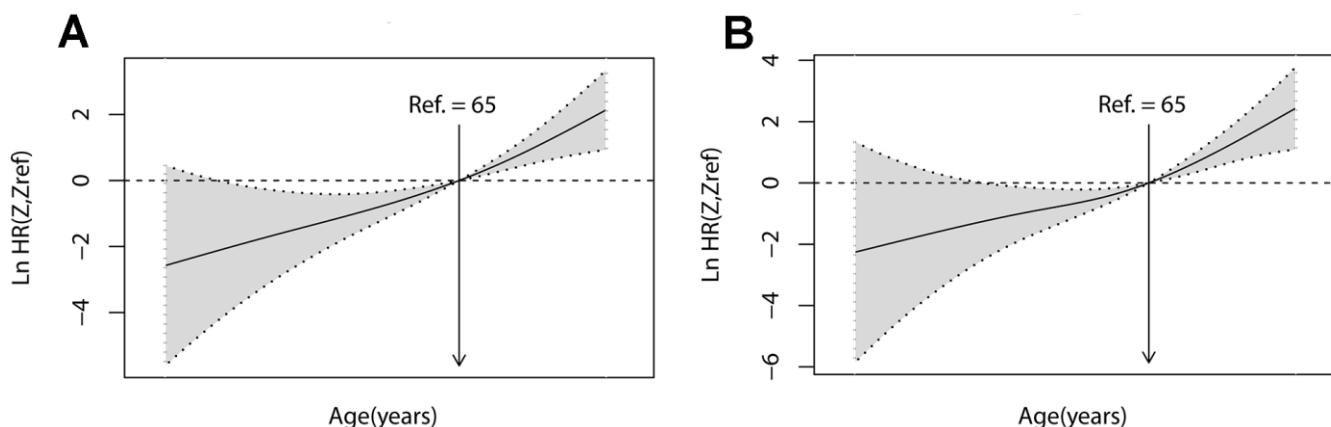 A
Ln HR(Z,Zref)
2
0
−2
−4
Ref. = 65
Age(years)
B
Ln HR(Z,Zref)
4
2
0
−2
−4
−6
Ref. = 65
Age(years)